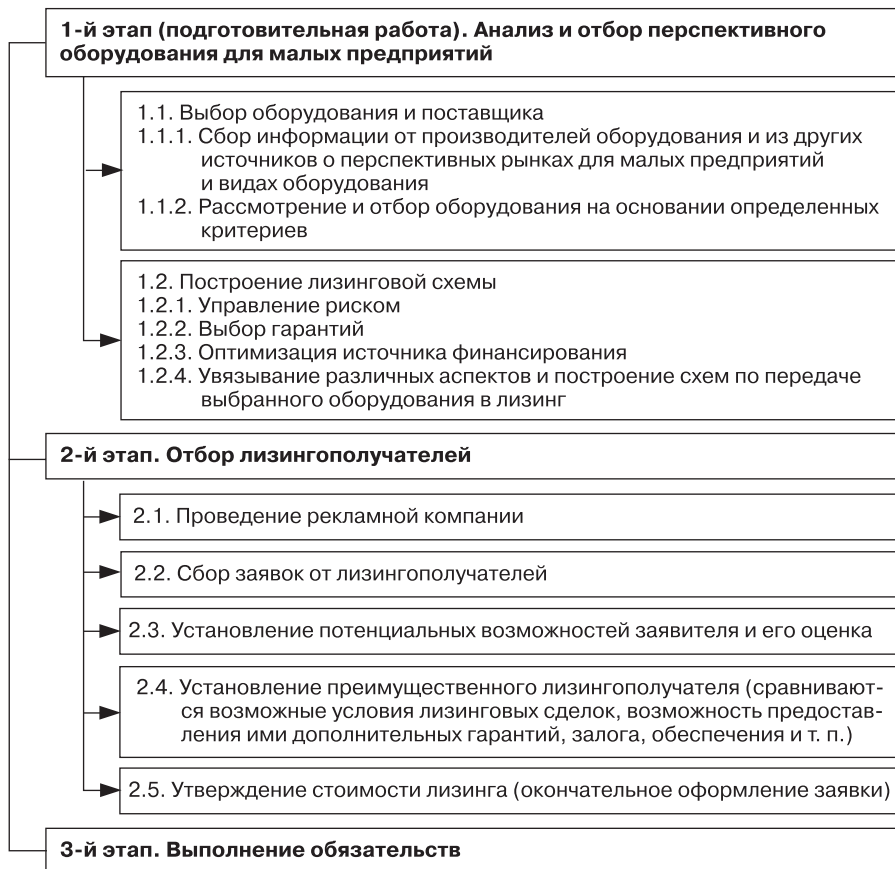 1-й этап (подготовительная работа). Анализ и отбор перспективного
оборудования для малых предприятий
1.1. Выбор оборудования и поставщика
1.1.1. Сбор информации от производителей оборудования и из других
источников о перспективных рынках для малых предприятий
и видах оборудования
1.1.2. Рассмотрение и отбор оборудования на основании определенных
критериев
1.2. Построение лизинговой схемы
1.2.1. Управление риском
1.2.2. Выбор гарантий
1.2.3. Оптимизация источника финансирования
1.2.4. Увязывание различных аспектов и построение схем по передаче
выбранного оборудования в лизинг
2-й этап. Отбор лизингополучателей
2.1. Проведение рекламной компании
2.2. Сбор заявок от лизингополучателей
2.3. Установление потенциальных возможностей заявителя и его оценка
2.4. Установление преимущественного лизингополучателя (сравнивают-
ся возможные условия лизинговых сделок, возможность предостав-
ления ими дополнительных гарантий, залога, обеспечения и т. п.)
2.5. Утверждение стоимости лизинга (окончательное оформление заявки)
3-й этап. Выполнение обязательств